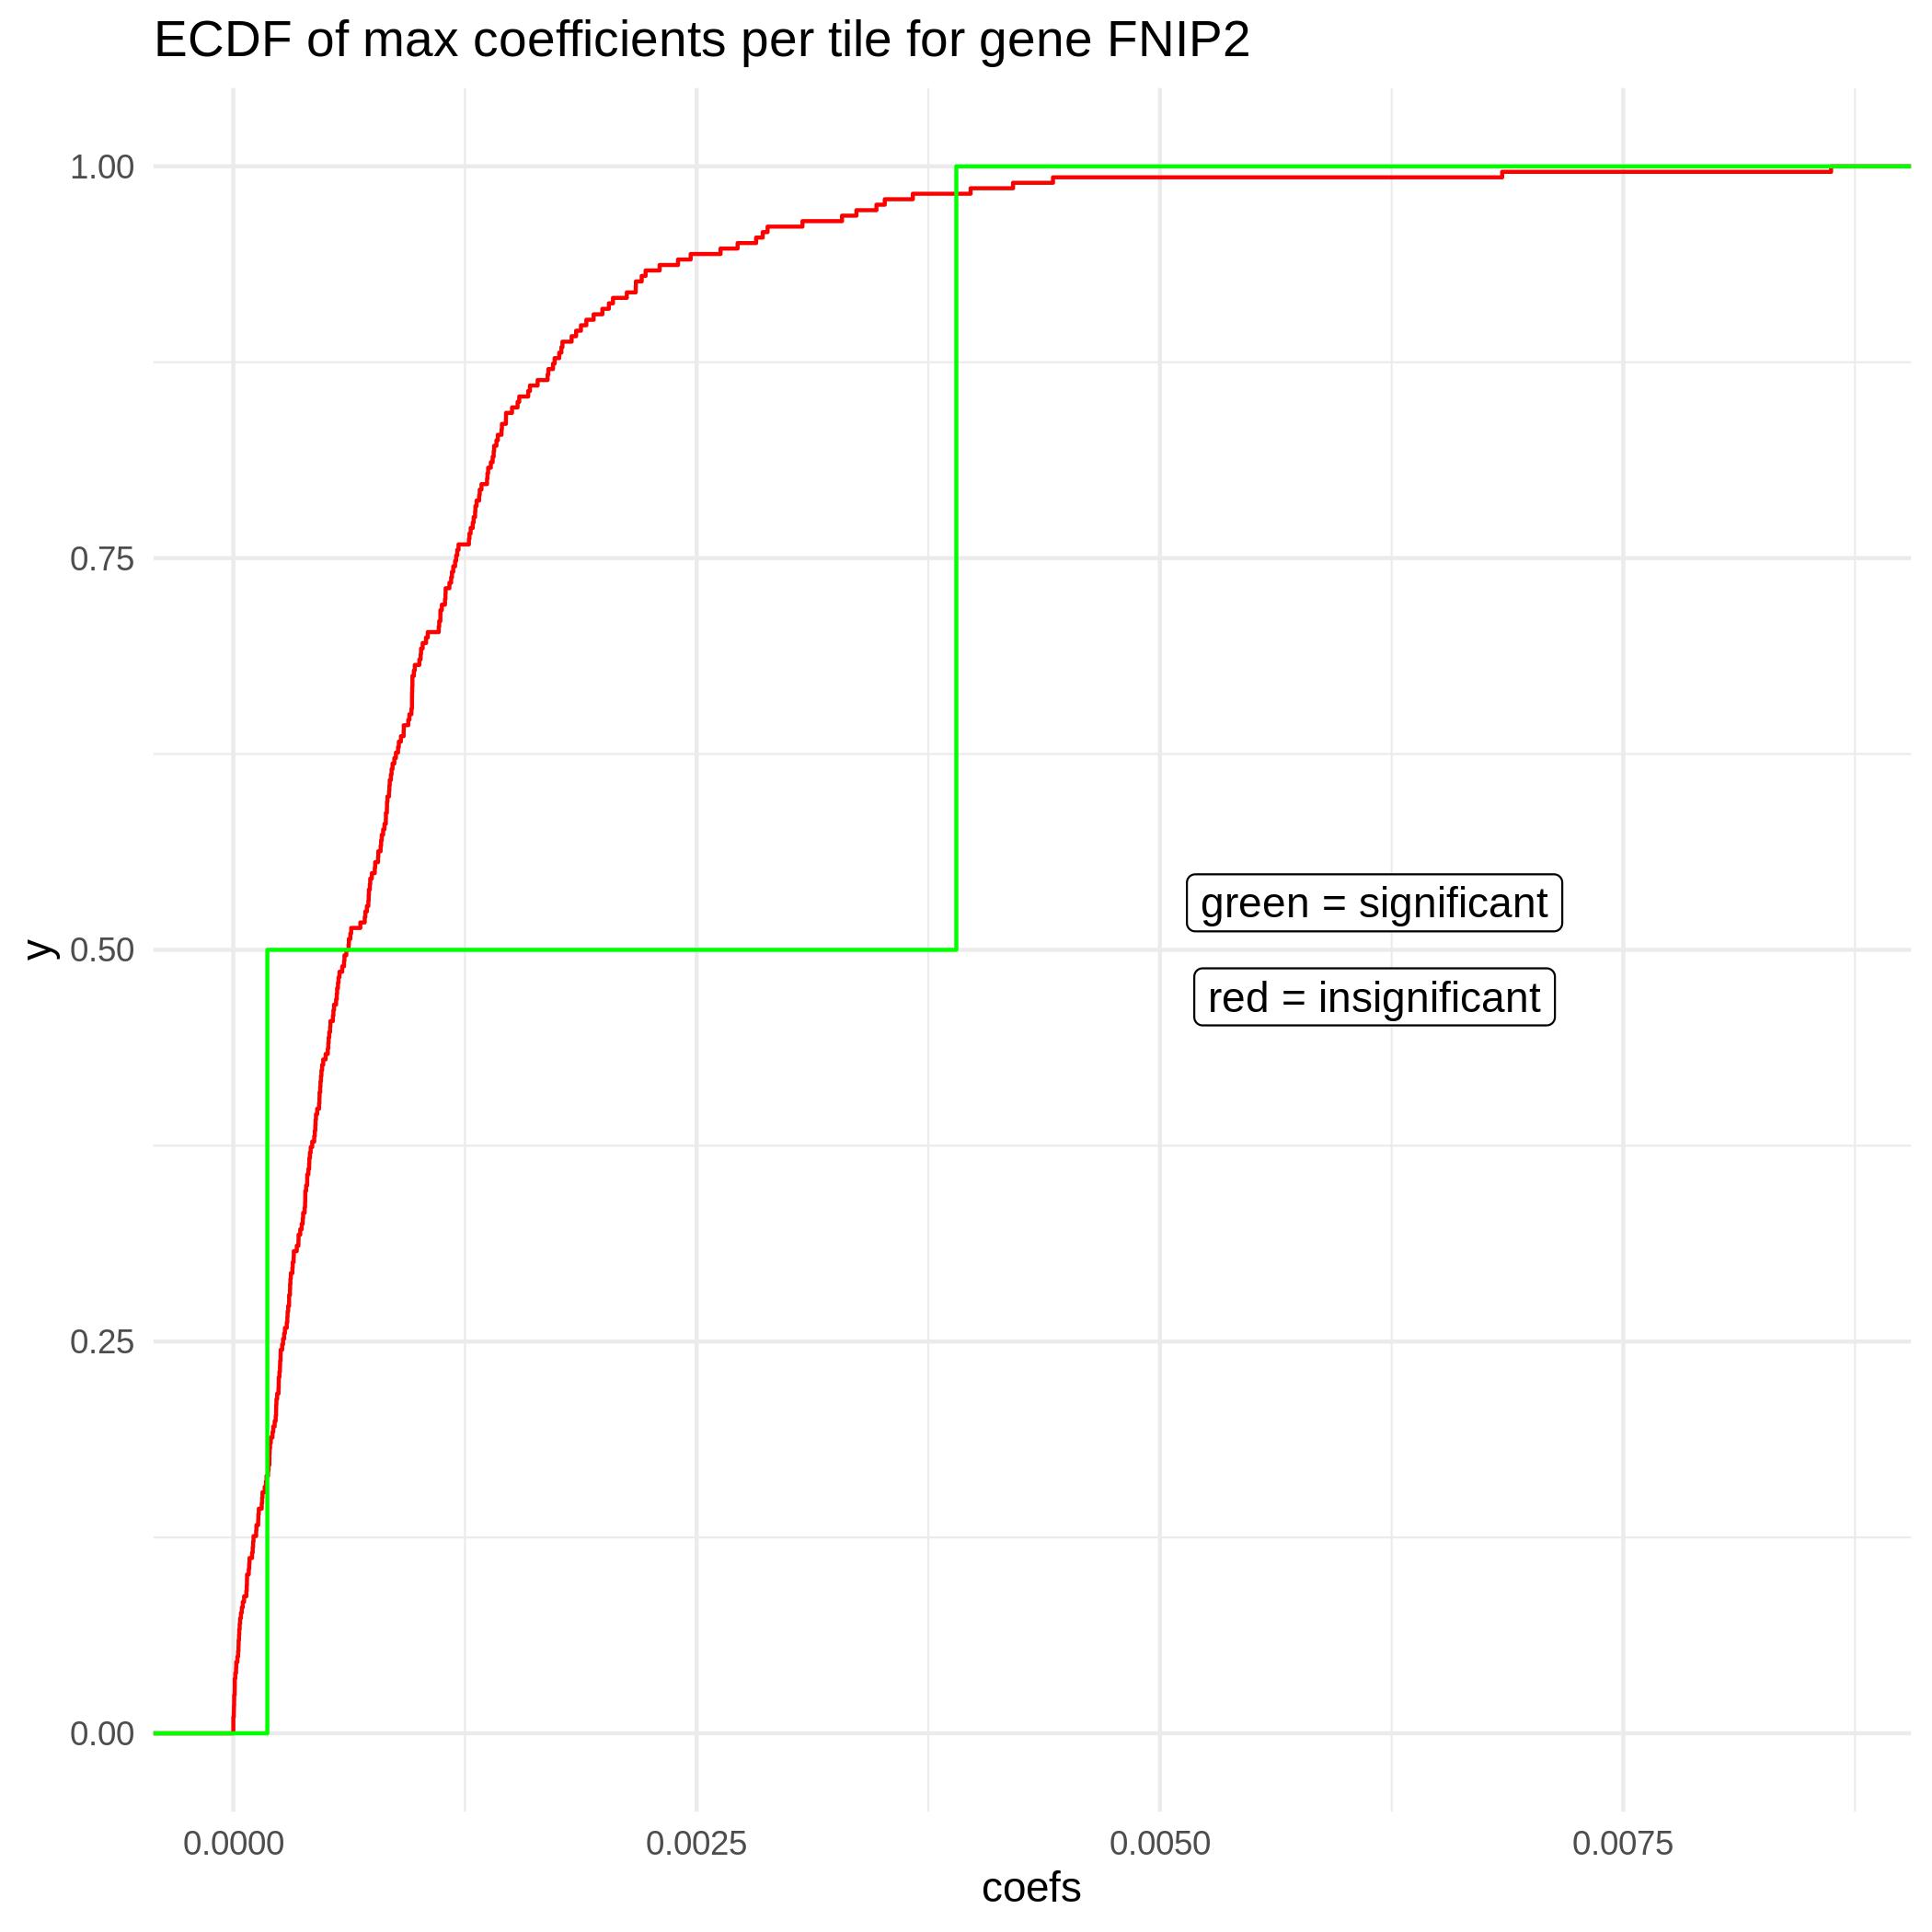 ECDF of max coefficients per tile for gene FNIP2
1.00
0.75
0.50
0.25
0.00
y
green = significant
red = insignificant
0.0000 0.0025 0.0050 0.0075
coefs